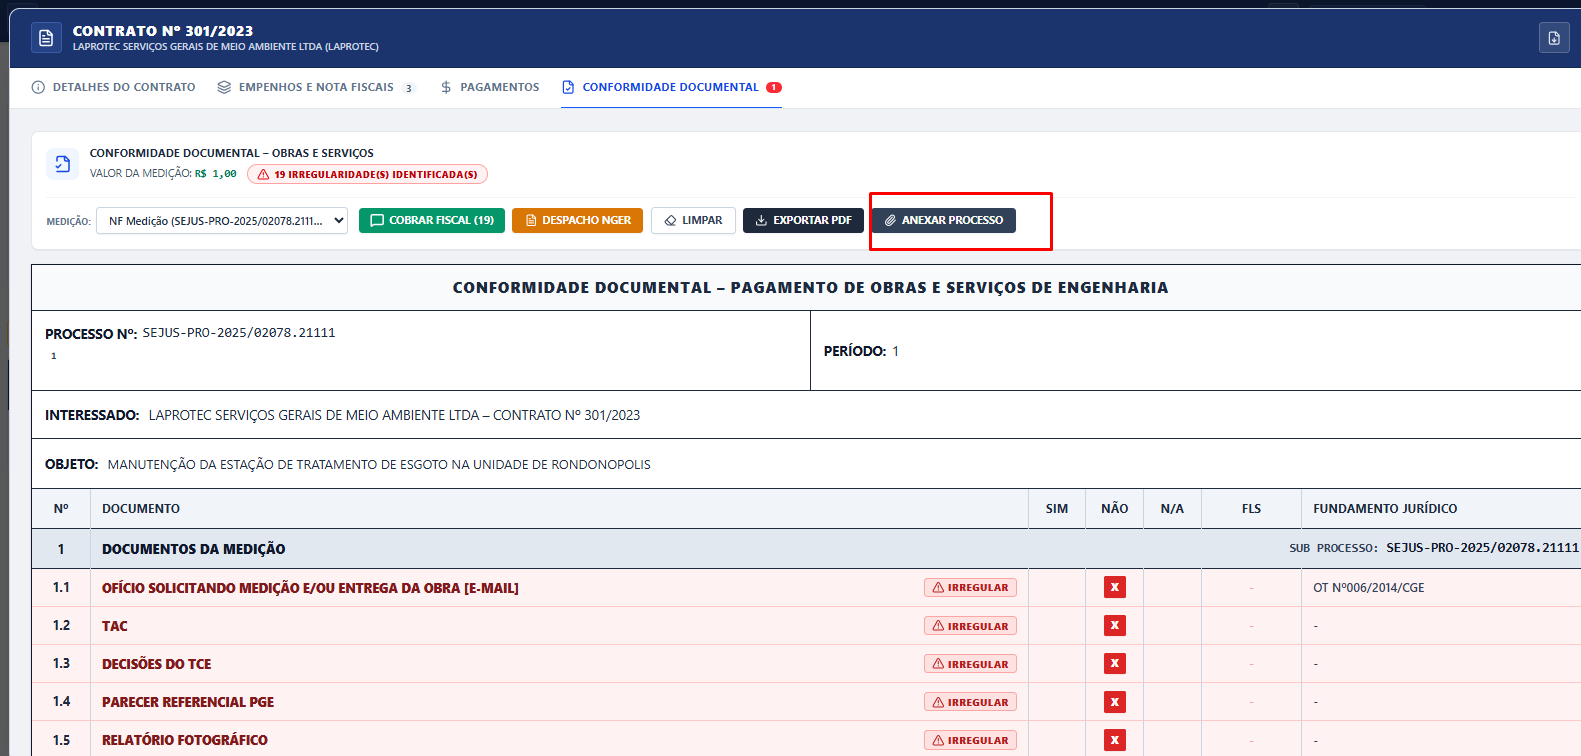 CONTRATO Nº 301/2023
LAPROTEC SERVIÇOS GERAIS DE MEIO AMBIENTE LTDA (LAPROTEC)
DETALHES DO CONTRATO EMPENHOS E NOTA FISCAIS 3 PAGAMENTOS CONFORMIDADE DOCUMENTAL 1
CONFORMIDADE DOCUMENTAL – OBRAS E SERVIÇOS
VALOR DA MEDIÇÃO: R$ 1,00 19 IRREGULARIDADE(S) IDENTIFICADA(S)
MEDIÇÃO: NF Medição (SEJUS-PRO-2025/02078.2111... COBRAR FISCAL (19) DESPACHO NGER LIMPAR EXPORTAR PDF ANEXAR PROCESSO
CONFORMIDADE DOCUMENTAL – PAGAMENTO DE OBRAS E SERVIÇOS DE ENGENHARIA
PROCESSO Nº: SEJUS-PRO-2025/02078.21111
1
PERÍODO: 1
INTERESSADO: LAPROTEC SERVIÇOS GERAIS DE MEIO AMBIENTE LTDA – CONTRATO Nº 301/2023
OBJETO: MANUTENÇÃO DA ESTAÇÃO DE TRATAMENTO DE ESGOTO NA UNIDADE DE RONDONOPOLIS
Nº DOCUMENTO SIM NÃO N/A FLS FUNDAMENTO JURÍDICO
1 DOCUMENTOS DA MEDIÇÃO SUB PROCESSO: SEJUS-PRO-2025/02078.21111
1.1 OFÍCIO SOLICITANDO MEDIÇÃO E/OU ENTREGA DA OBRA [E-MAIL] IRREGULAR X - OT Nº006/2014/CGE
1.2 TAC IRREGULAR X - -
1.3 DECISÕES DO TCE IRREGULAR X - -
1.4 PARECER REFERENCIAL PGE IRREGULAR X - -
1.5 RELATÓRIO FOTOGRÁFICO IRREGULAR X - -